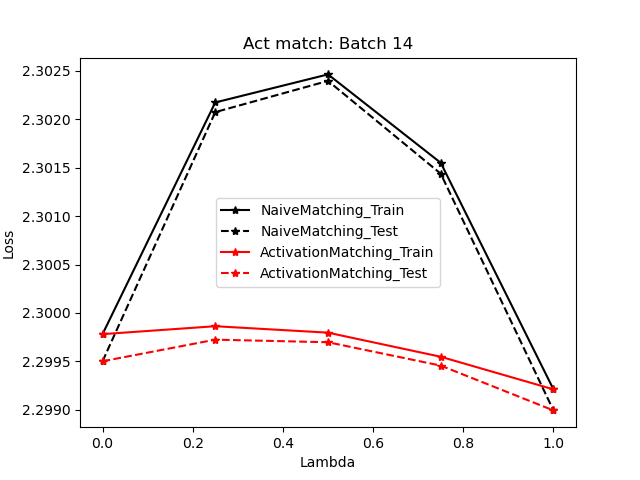 Act match: Batch 14
2.3025
2.3020
2.3015
2.3010
2.3005
2.3000
2.2995
2.2990
Loss
NaiveMatching_Train
NaiveMatching_Test
ActivationMatching_Train
ActivationMatching_Test
0.0 0.2 0.4 0.6 0.8 1.0
Lambda